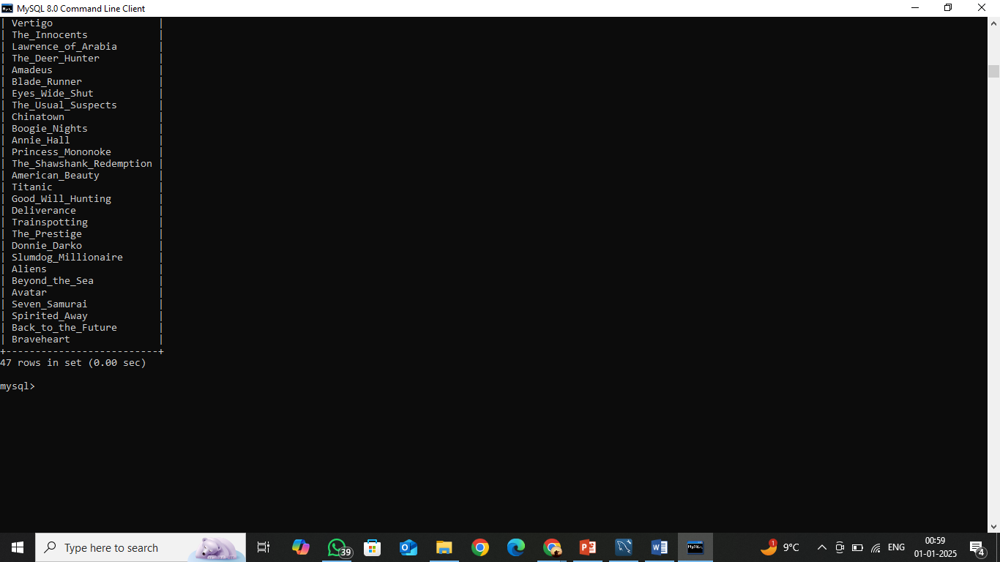 MySQL 8.0 Command Line Client
| Vertigo |
| The_Innocents |
| Lawrence_of_Arabia |
| The_Deer_Hunter |
| Amadeus |
| Blade_Runner |
| Eyes_Wide_Shut |
| The_Usual_Suspects |
| Chinatown |
| Boogie_Nights |
| Annie_Hall |
| Princess_Mononoke |
| The_Shawshank_Redemption |
| American_Beauty |
| Titanic |
| Good_Will_Hunting |
| Deliverance |
| Trainspotting |
| The_Prestige |
| Donnie_Darko |
| Slumdog_Millionaire |
| Aliens |
| Beyond_the_Sea |
| Avatar |
| Seven_Samurai |
| Spirited_Away |
| Back_to_the_Future |
| Braveheart |
+--------------------------+
47 rows in set (0.00 sec)
mysql>
Type here to search
39
1
9°C
ENG
00:59
01-01-2025
4